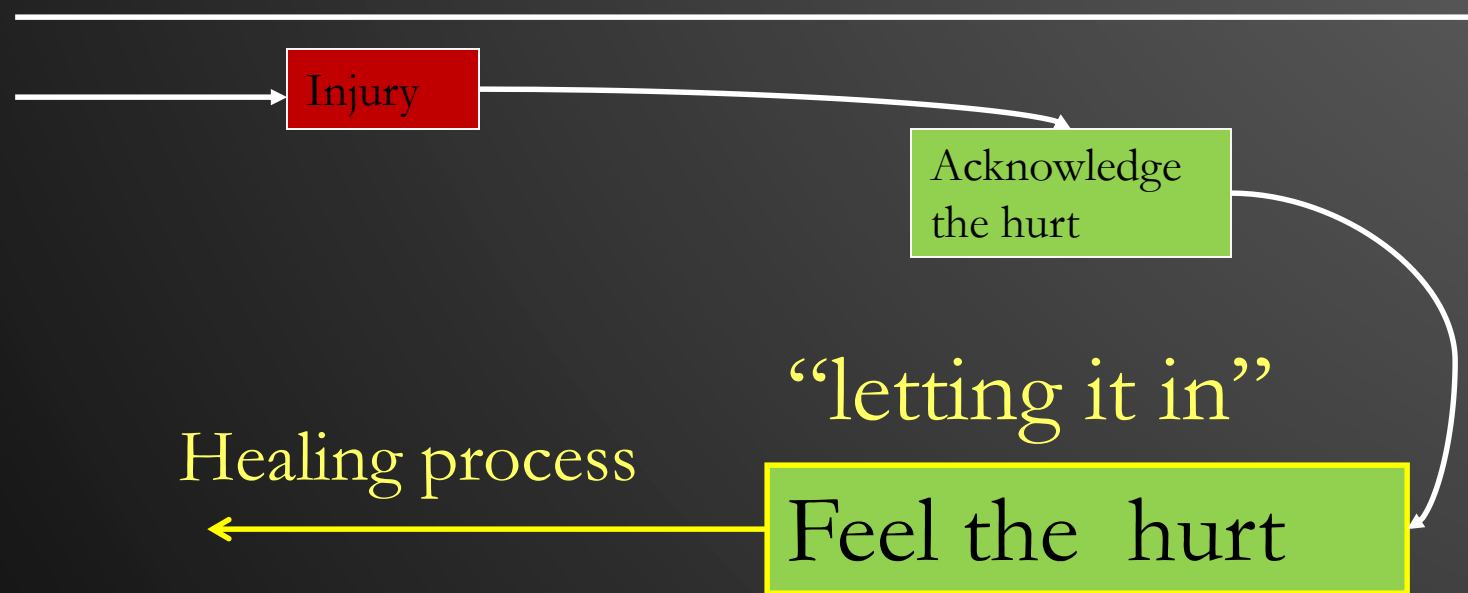 Injury
Acknowledge
the hurt
“letting it in”
Healing process
Feel the  hurt